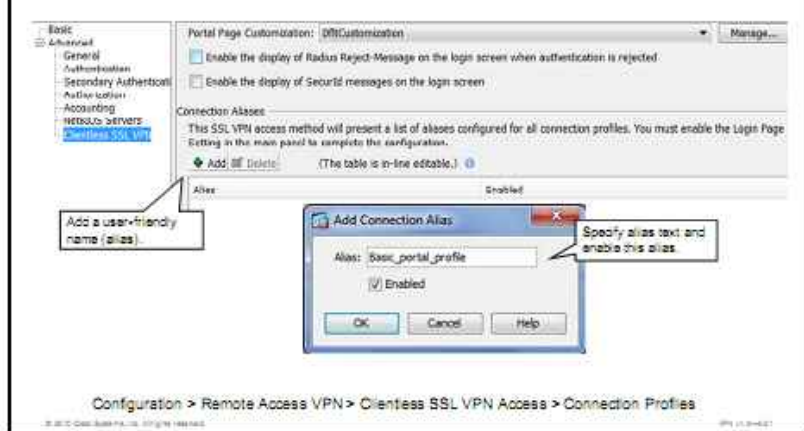 Basic
Portal Page Customization: DfltCustomization
Manage...
Advanced
General
Enable the display of Radius Reject-Message on the login screen when authentication is rejected
Authentication
Secondary Authenticati
Enable the display of SecurId messages on the login screen
Authorization
Accounting
Connection Aliases
NetBIOS Servers
Clientless SSL VPN
This SSL VPN access method will present a list of aliases configured for all connection profiles. You must enable the Login Page
Setting in the main panel to complete the configuration.
Add Delete (The table is in-line editable.)
Alias Enabled
Add a user-friendly
name (alias).
Add Connection Alias
Specify alias text and
enable this alias.
Alias: Basic_portal_profile
Enabled
OK Cancel Help
Configuration > Remote Access VPN > Clientless SSL VPN Access > Connection Profiles